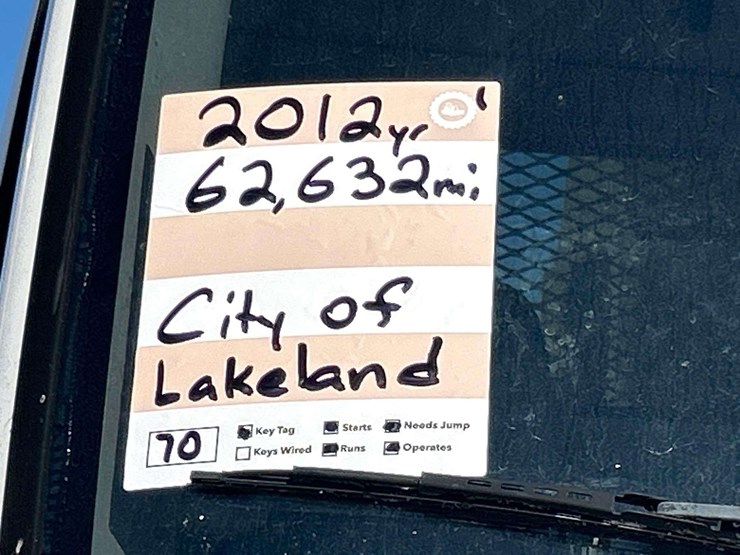 2012yr
62,632mi
City of
Lakeland
70
Key Tag Starts Needs Jump
Keys Wired Runs Operates